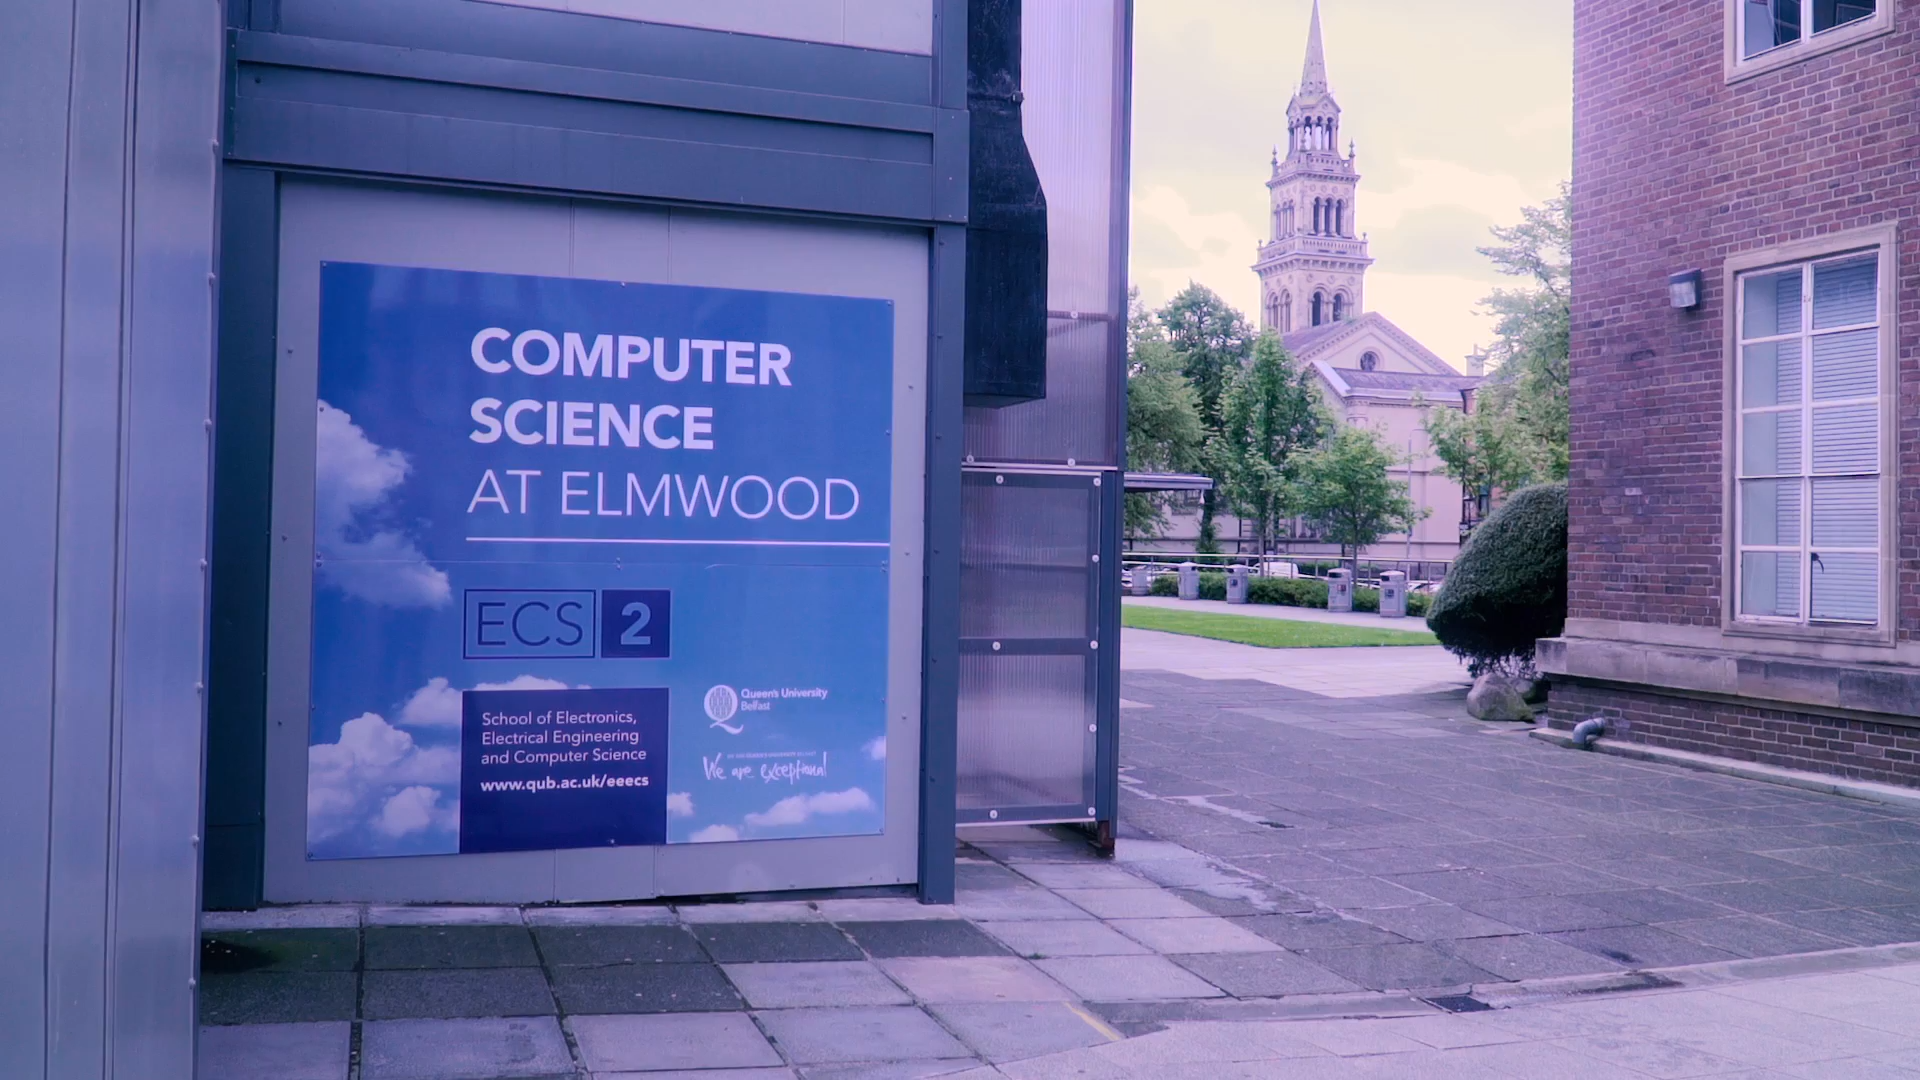 COMPUTER
SCIENCE
AT ELMWOOD
ECS 2
School of Electronics,
Electrical Engineering
and Computer Science
www.qub.ac.uk/eeecs
Queen's University
Belfast
We are exceptional